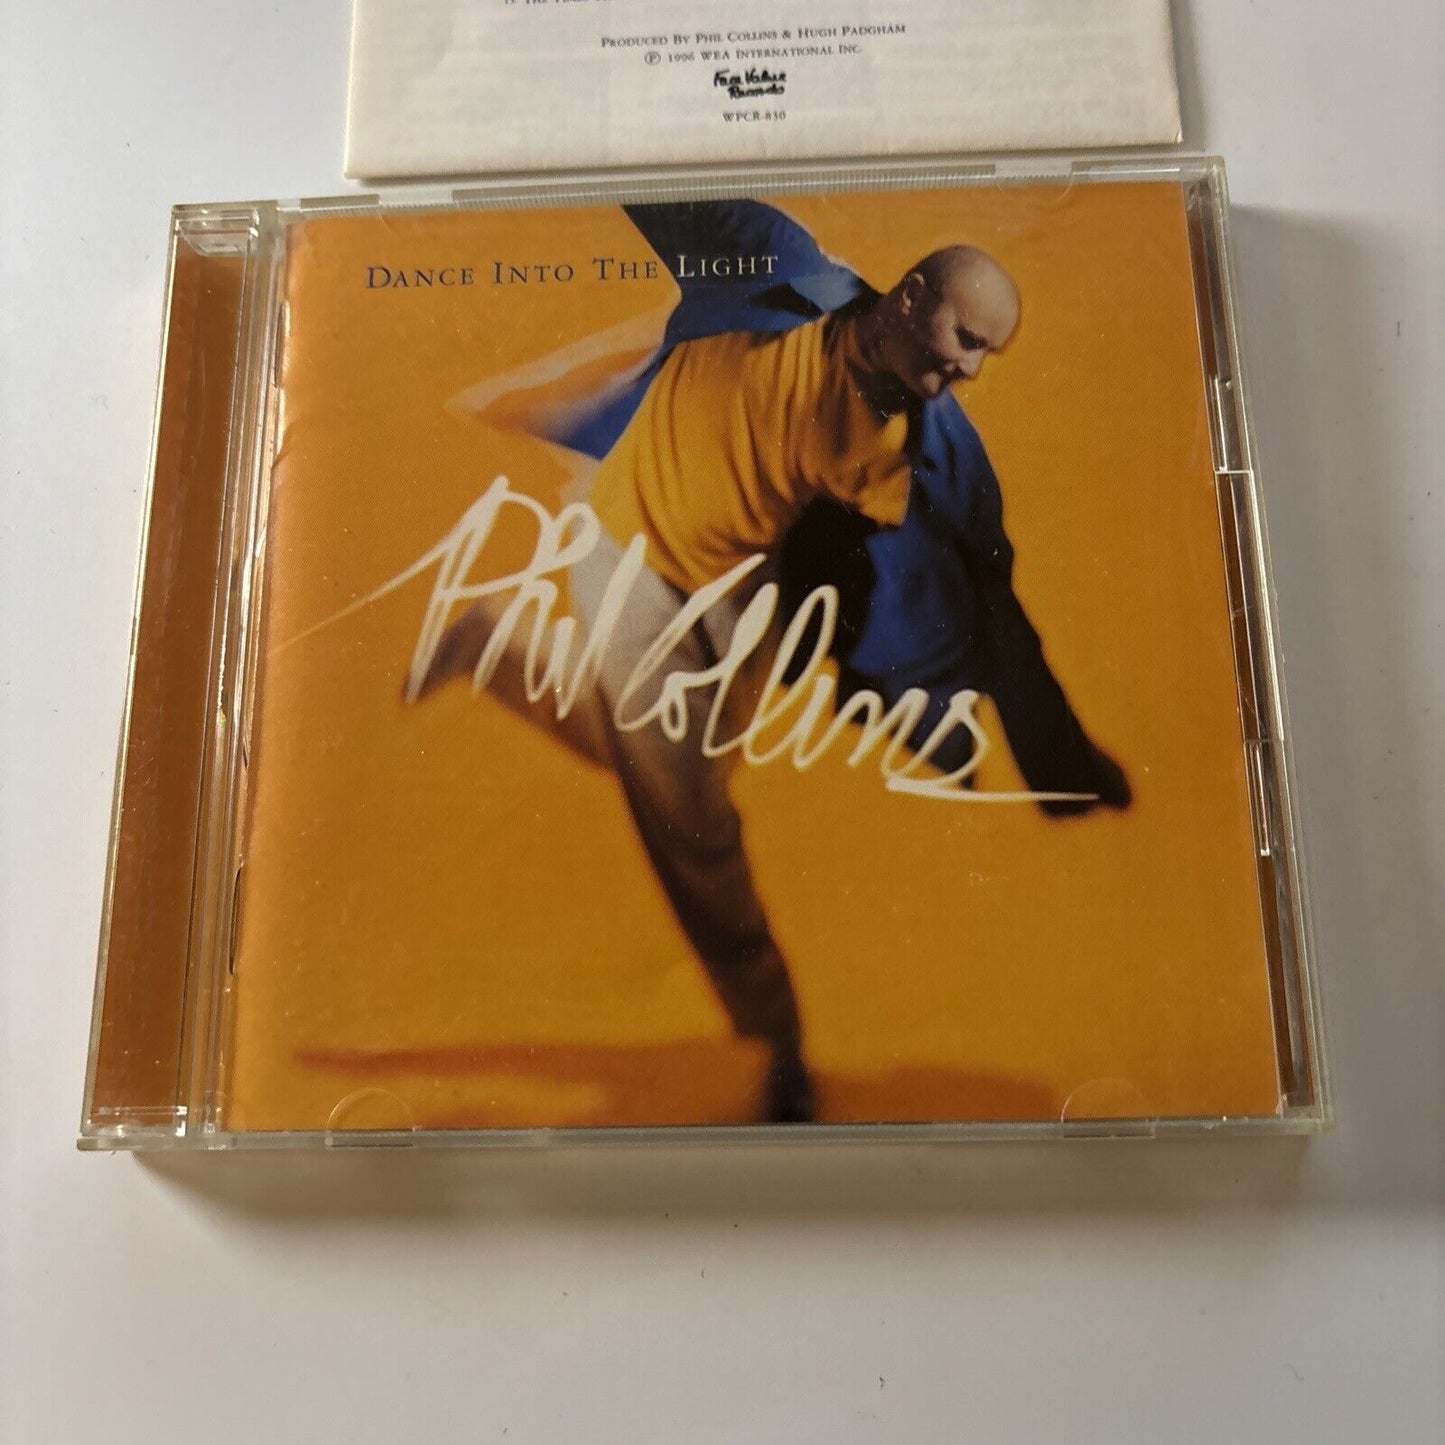 PRODUCED BY PHIL COLLINS & HUGH PADGHAM
℗ 1996 WEA INTERNATIONAL INC.
Face Value
Records
WPCR-830
DANCE INTO THE LIGHT
Phil Collins